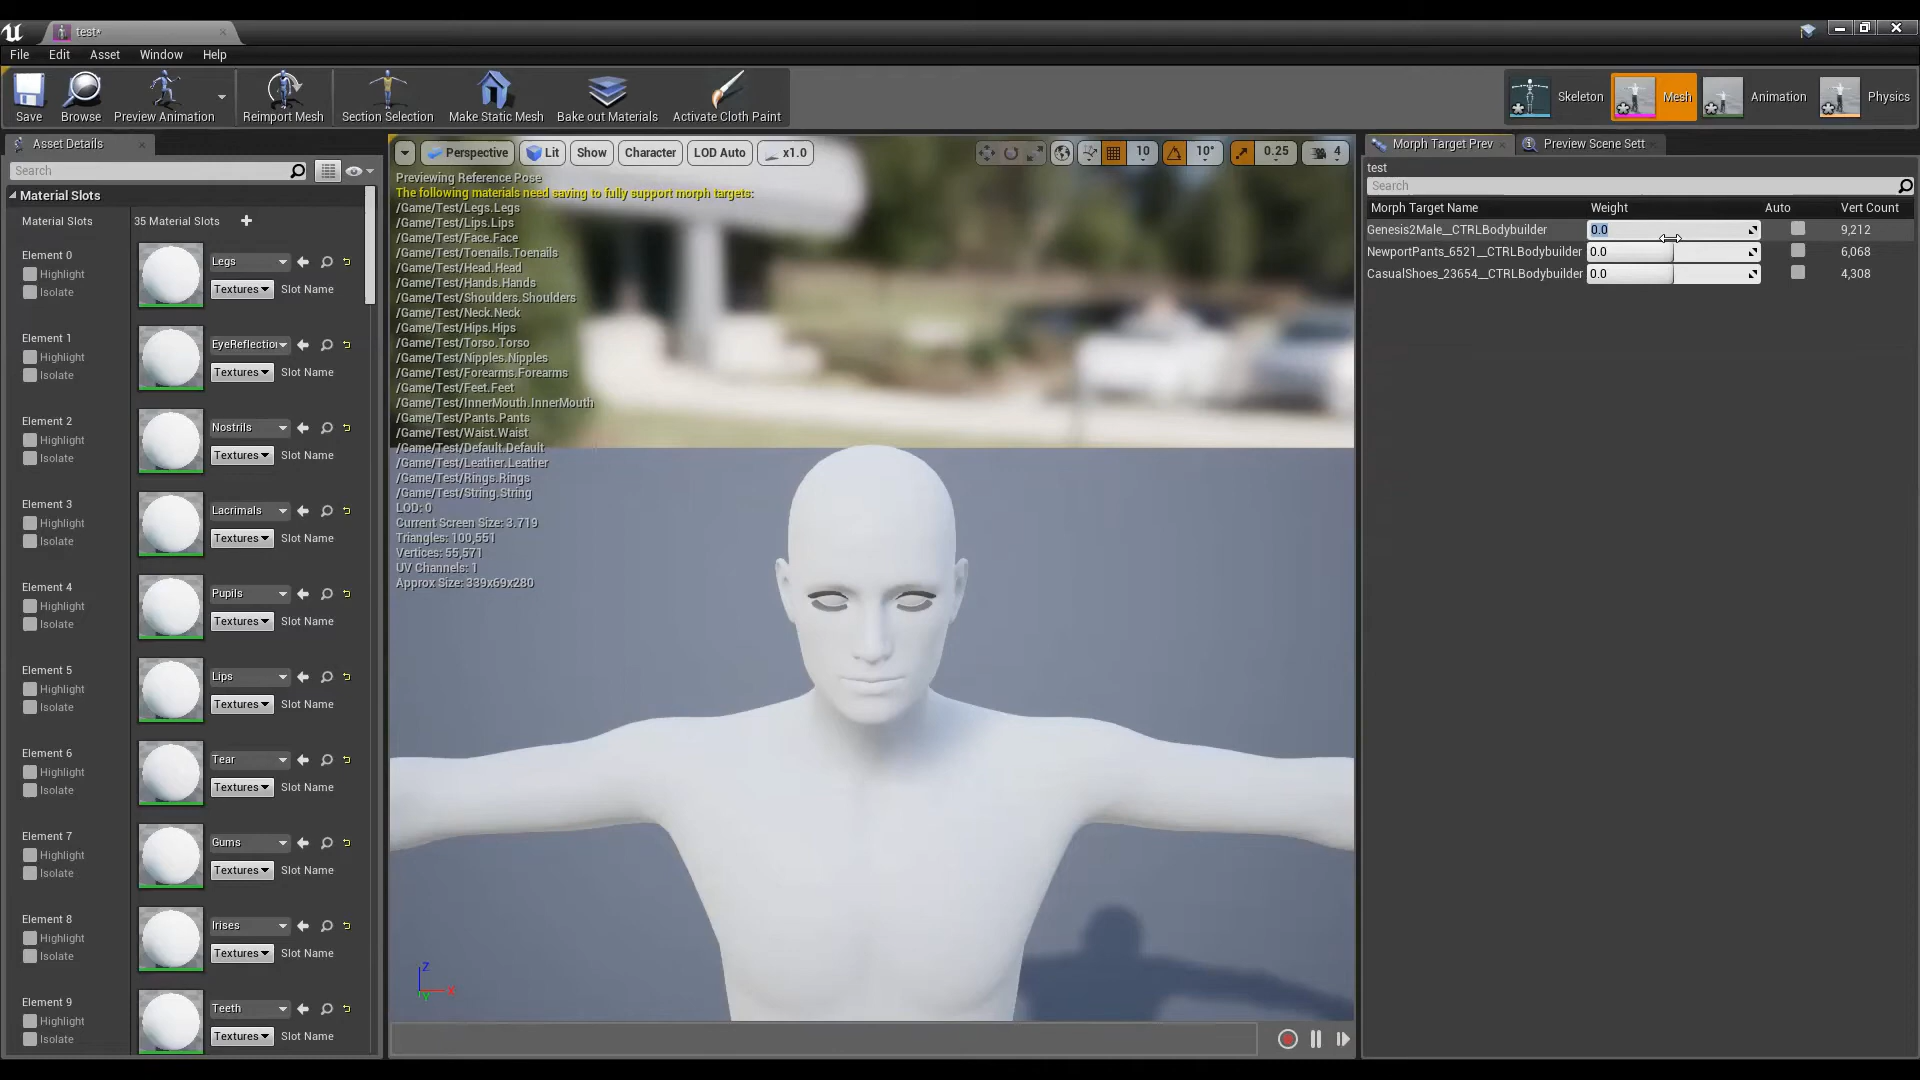 test*
File Edit Asset Window Help
Save Browse Preview Animation Reimport Mesh Section Selection Make Static Mesh Bake out Materials Activate Cloth Paint
Skeleton Mesh Animation Physics
Asset Details
Search
Material Slots
Material Slots 35 Material Slots
Element 0
Highlight
Isolate
Legs
Textures Slot Name
Element 1
Highlight
Isolate
EyeReflection
Textures Slot Name
Element 2
Highlight
Isolate
Nostrils
Textures Slot Name
Element 3
Highlight
Isolate
Lacrimals
Textures Slot Name
Element 4
Highlight
Isolate
Pupils
Textures Slot Name
Element 5
Highlight
Isolate
Lips
Textures Slot Name
Element 6
Highlight
Isolate
Tear
Textures Slot Name
Element 7
Highlight
Isolate
Gums
Textures Slot Name
Element 8
Highlight
Isolate
Irises
Textures Slot Name
Element 9
Highlight
Isolate
Teeth
Textures Slot Name
Perspective Lit Show Character LOD Auto x1.0 10 10° 0.25 4
Previewing Reference Pose
The following materials need saving to fully support morph targets:
/Game/Test/Legs.Legs
/Game/Test/Lips.Lips
/Game/Test/Face.Face
/Game/Test/Toenails.Toenails
/Game/Test/Head.Head
/Game/Test/Hands.Hands
/Game/Test/Shoulders.Shoulders
/Game/Test/Neck.Neck
/Game/Test/Hips.Hips
/Game/Test/Torso.Torso
/Game/Test/Nipples.Nipples
/Game/Test/Forearms.Forearms
/Game/Test/Feet.Feet
/Game/Test/InnerMouth.InnerMouth
/Game/Test/Pants.Pants
/Game/Test/Waist.Waist
/Game/Test/Default.Default
/Game/Test/Leather.Leather
/Game/Test/Rings.Rings
/Game/Test/String.String
LOD: 0
Current Screen Size: 3.719
Triangles: 100,551
Vertices: 55,571
UV Channels: 1
Approx Size: 339x69x280
Z
X
Y
Morph Target Prev Preview Scene Sett
test
Search
Morph Target Name Weight Auto Vert Count
Genesis2Male__CTRLBodybuilder 0.0 9,212
NewportPants_6521__CTRLBodybuilder 0.0 6,068
CasualShoes_23654__CTRLBodybuilder 0.0 4,308